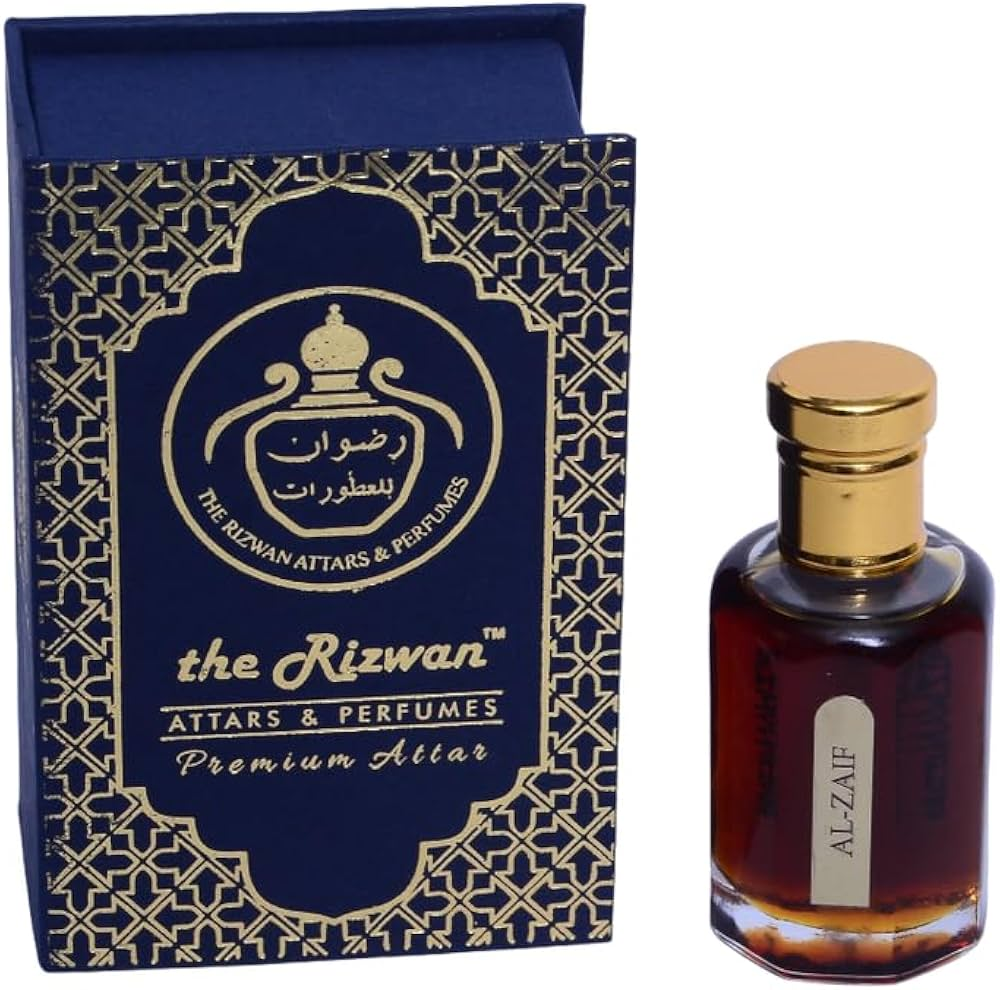 رضوان
للعطورات
THE RIZWAN ATTARS & PERFUMES
the Rizwan™
ATTARS & PERFUMES
Premium Attar
AL-ZAIF